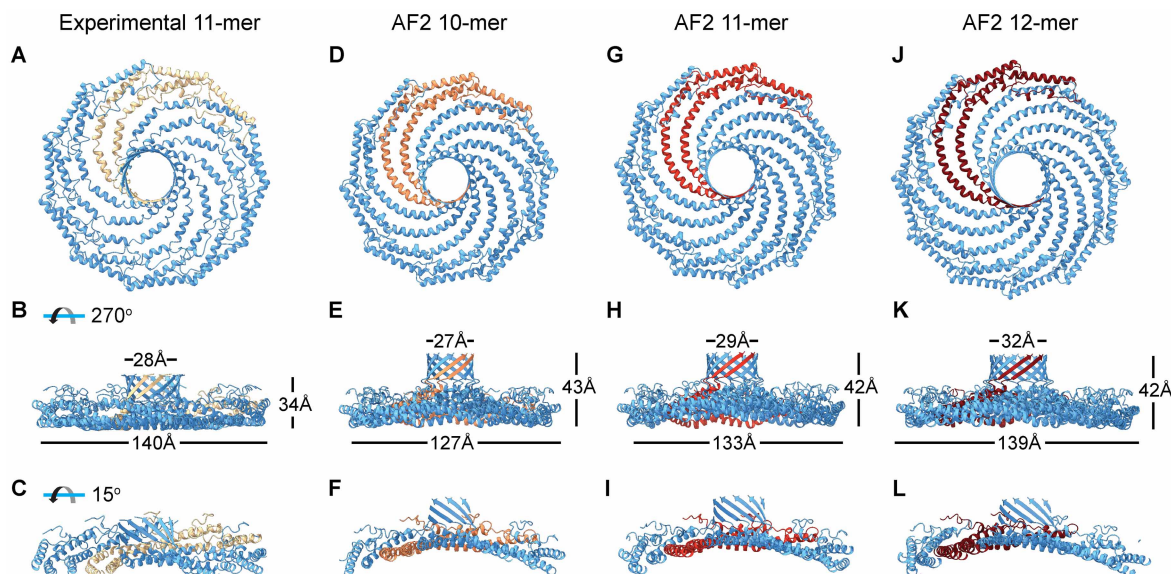 Experimental 11-mer AF2 10-mer AF2 11-mer AF2 12-mer
A D G J
B 270° E H K
28Å 27Å 29Å 32Å
34Å 43Å 42Å 42Å
140Å 127Å 133Å 139Å
C 15° F I L